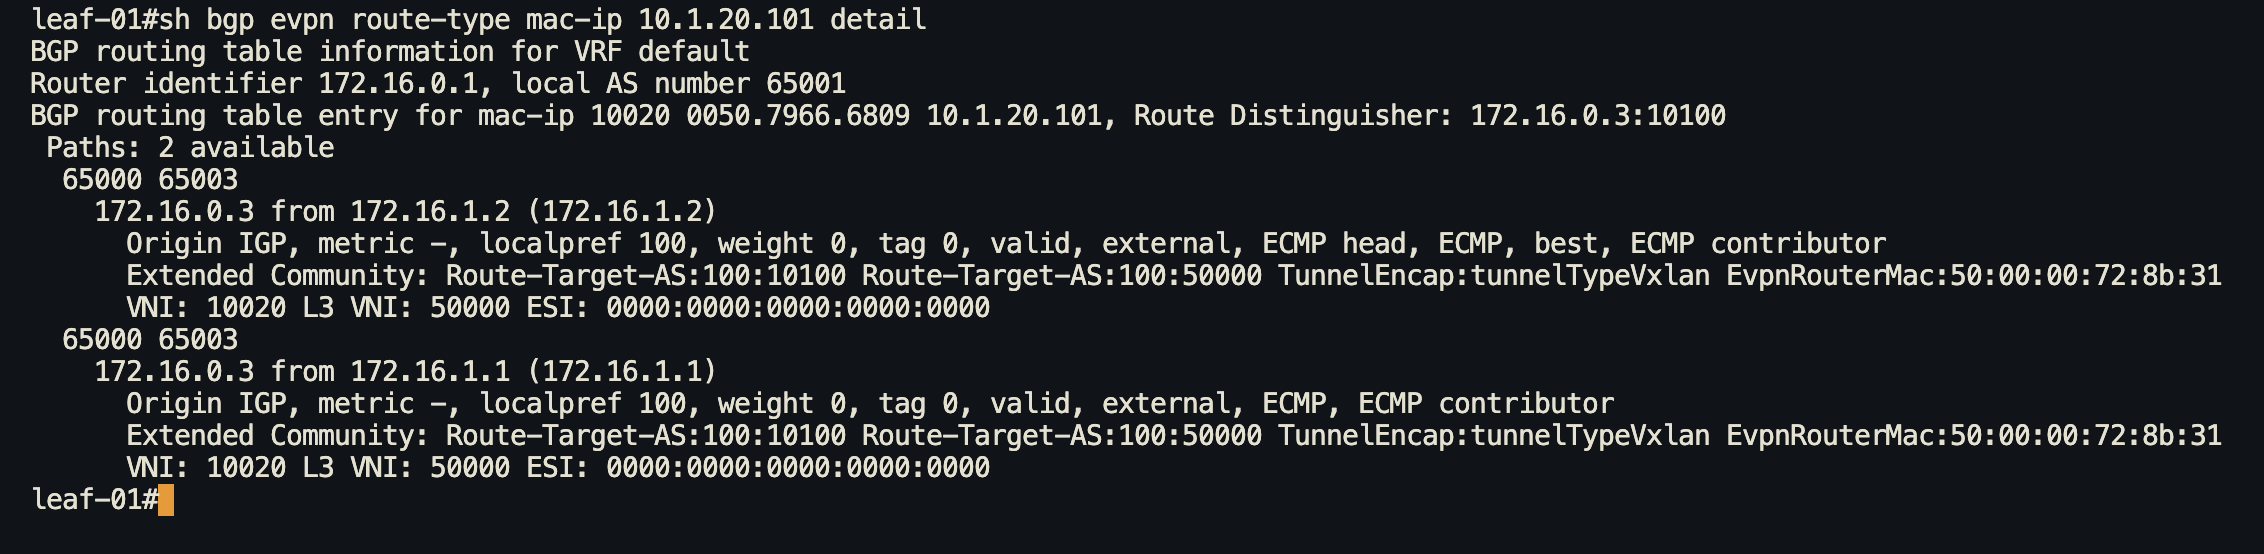 leaf-01#sh bgp evpn route-type mac-ip 10.1.20.101 detail
BGP routing table information for VRF default
Router identifier 172.16.0.1, local AS number 65001
BGP routing table entry for mac-ip 10020 0050.7966.6809 10.1.20.101, Route Distinguisher: 172.16.0.3:10100
 Paths: 2 available
  65000 65003
    172.16.0.3 from 172.16.1.2 (172.16.1.2)
      Origin IGP, metric -, localpref 100, weight 0, tag 0, valid, external, ECMP head, ECMP, best, ECMP contributor
      Extended Community: Route-Target-AS:100:10100 Route-Target-AS:100:50000 TunnelEncap:tunnelTypeVxlan EvpnRouterMac:50:00:00:72:8b:31
      VNI: 10020 L3 VNI: 50000 ESI: 0000:0000:0000:0000:0000
  65000 65003
    172.16.0.3 from 172.16.1.1 (172.16.1.1)
      Origin IGP, metric -, localpref 100, weight 0, tag 0, valid, external, ECMP, ECMP contributor
      Extended Community: Route-Target-AS:100:10100 Route-Target-AS:100:50000 TunnelEncap:tunnelTypeVxlan EvpnRouterMac:50:00:00:72:8b:31
      VNI: 10020 L3 VNI: 50000 ESI: 0000:0000:0000:0000:0000
leaf-01#